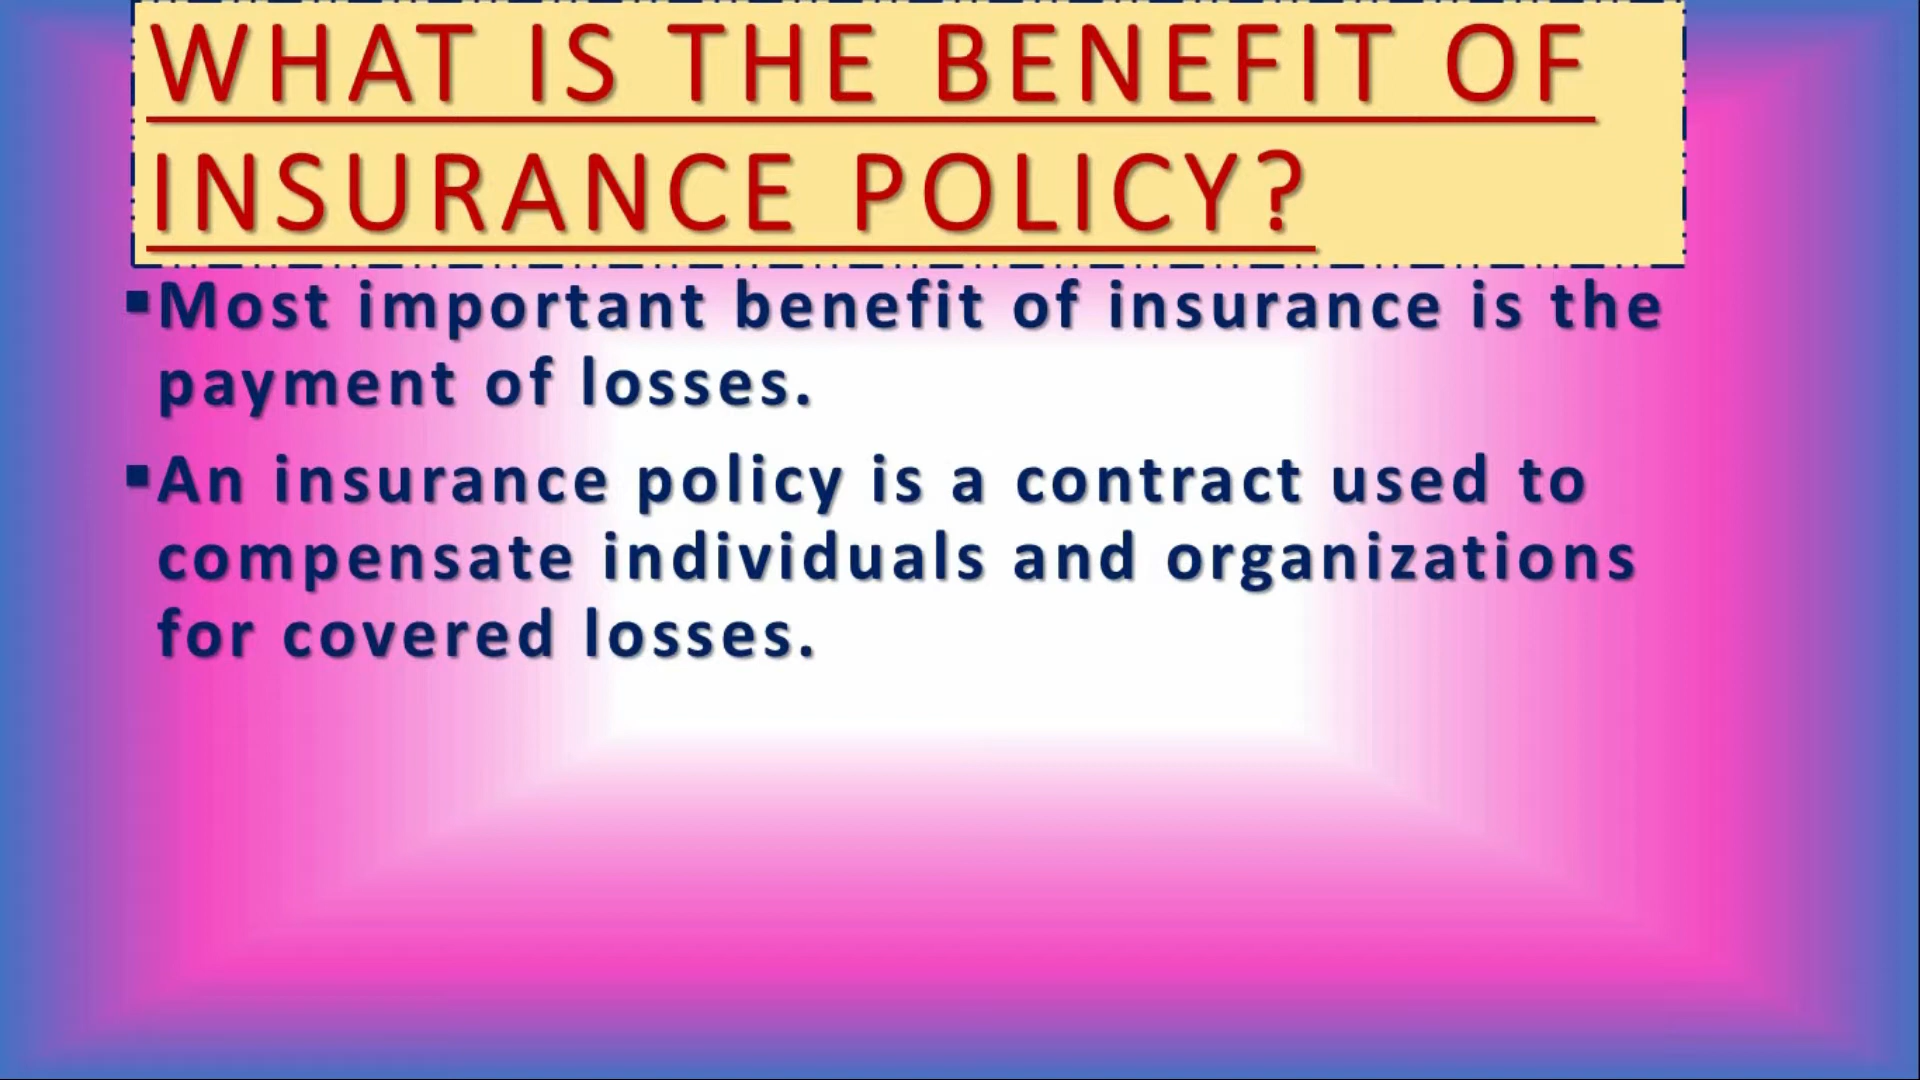 WHAT IS THE BENEFIT OF
INSURANCE POLICY?
▪Most important benefit of insurance is the
payment of losses.
▪An insurance policy is a contract used to
compensate individuals and organizations
for covered losses.